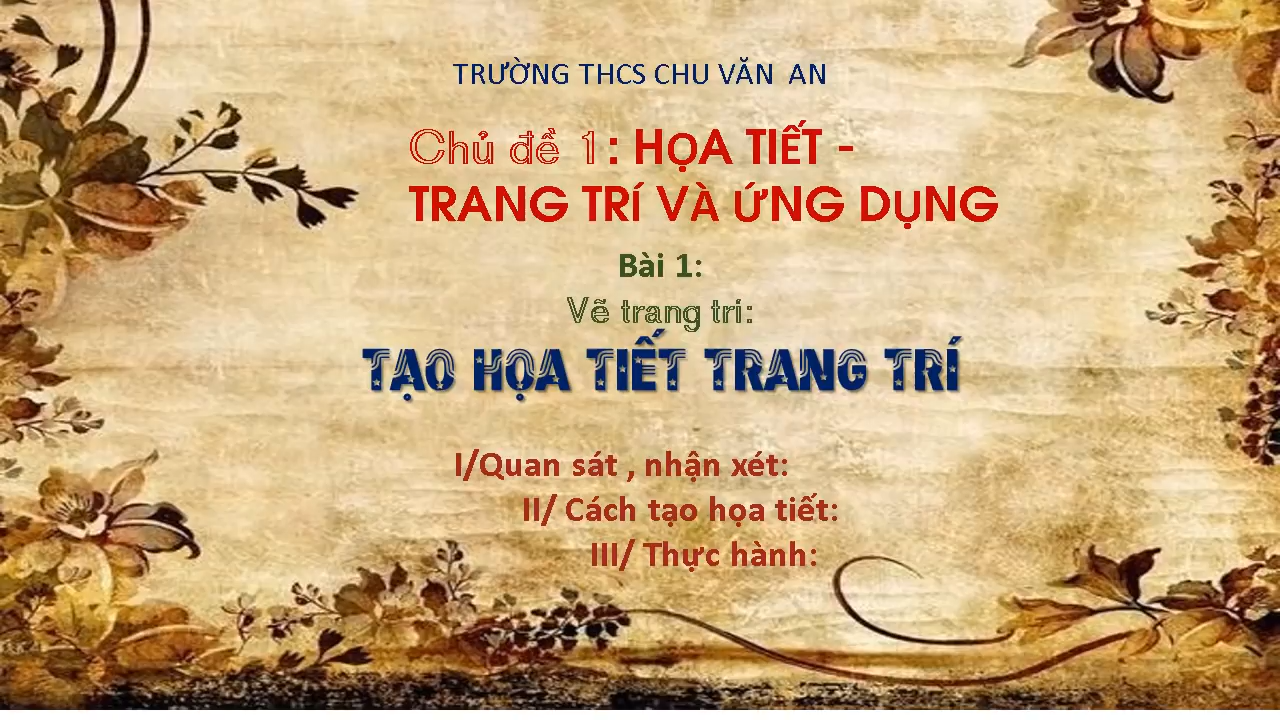 TRƯỜNG THCS CHU VĂN AN
Chủ đề 1: HỌA TIẾT -
TRANG TRÍ VÀ ỨNG DỤNG
Bài 1:
Vẽ trang trí:
TẠO HỌA TIẾT TRANG TRÍ
I/Quan sát , nhận xét:
II/ Cách tạo họa tiết:
III/ Thực hành: